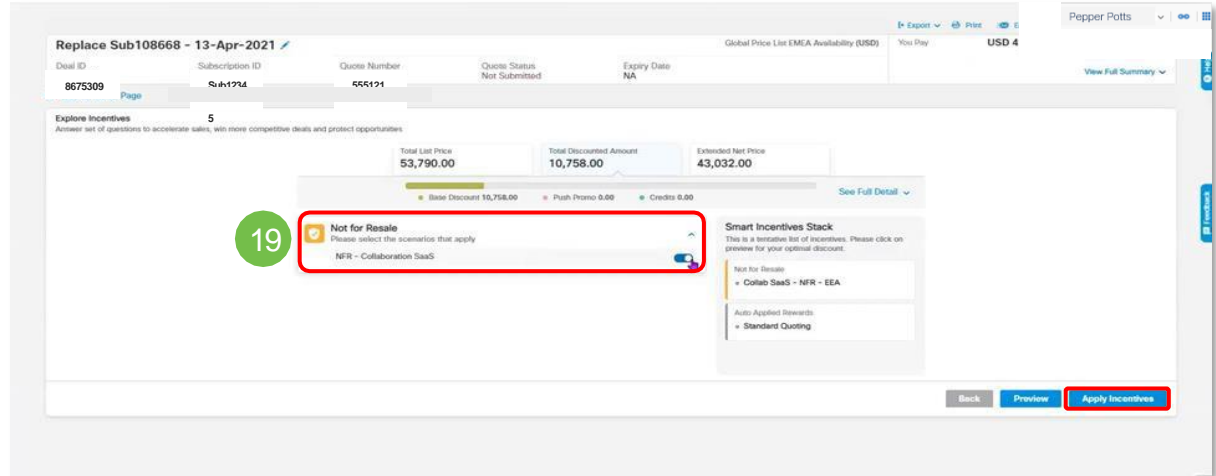 Export
Print
Pepper Potts
Replace Sub108668 - 13-Apr-2021
Global Price List EMEA Availability (USD)
You Pay
USD 4
Deal ID
Subscription ID
Quote Number
Quote Status
Expiry Date
Not Submitted
NA
View Full Summary
8675309
Sub1234
555121
Page
Explore Incentives
5
Answer set of questions to accelerate sales, win more competitive deals and protect opportunities
Total List Price
Total Discounted Amount
Extended Net Price
53,790.00
10,758.00
43,032.00
See Full Detail
Base Discount 10,758.00
Push Promo 0.00
Credits 0.00
Feedback
19
Not for Resale
Please select the scenarios that apply
NFR - Collaboration SaaS
Smart Incentives Stack
This is a tentative list of incentives. Please click on
preview for your optimal discount.
Not for Resale
Collab SaaS - NFR - EEA
Auto Applied Rewards
Standard Quoting
Back
Preview
Apply Incentives